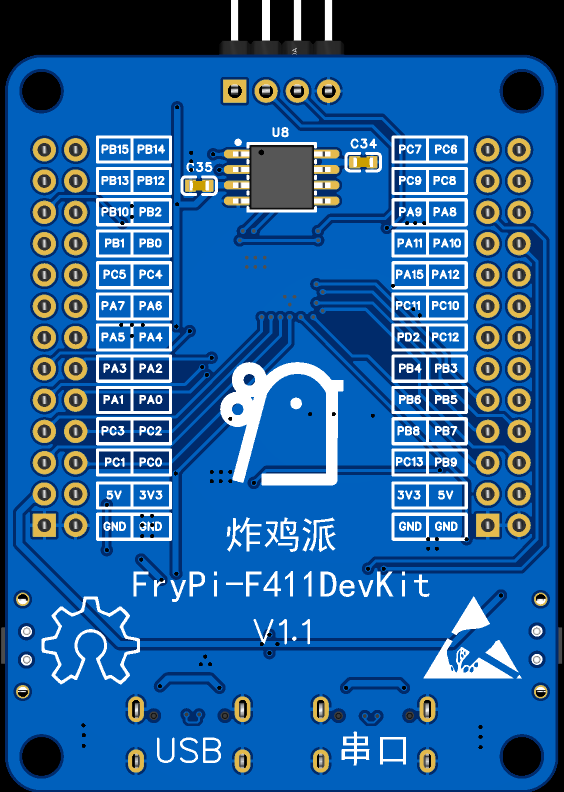 U8
C34
C35
PB15 PB14 PC7 PC6
PB13 PB12 PC9 PC8
PB10 PB2 PA9 PA8
PB1 PB0 PA11 PA10
PC5 PC4 PA15 PA12
PA7 PA6 PC11 PC10
PA5 PA4 PD2 PC12
PA3 PA2 PB4 PB3
PA1 PA0 PB6 PB5
PC3 PC2 PB8 PB7
PC1 PC0 PC13 PB9
5V 3V3 3V3 5V
GND GND GND GND
炸鸡派
FryPi-F411DevKit
V1.1
USB 串口